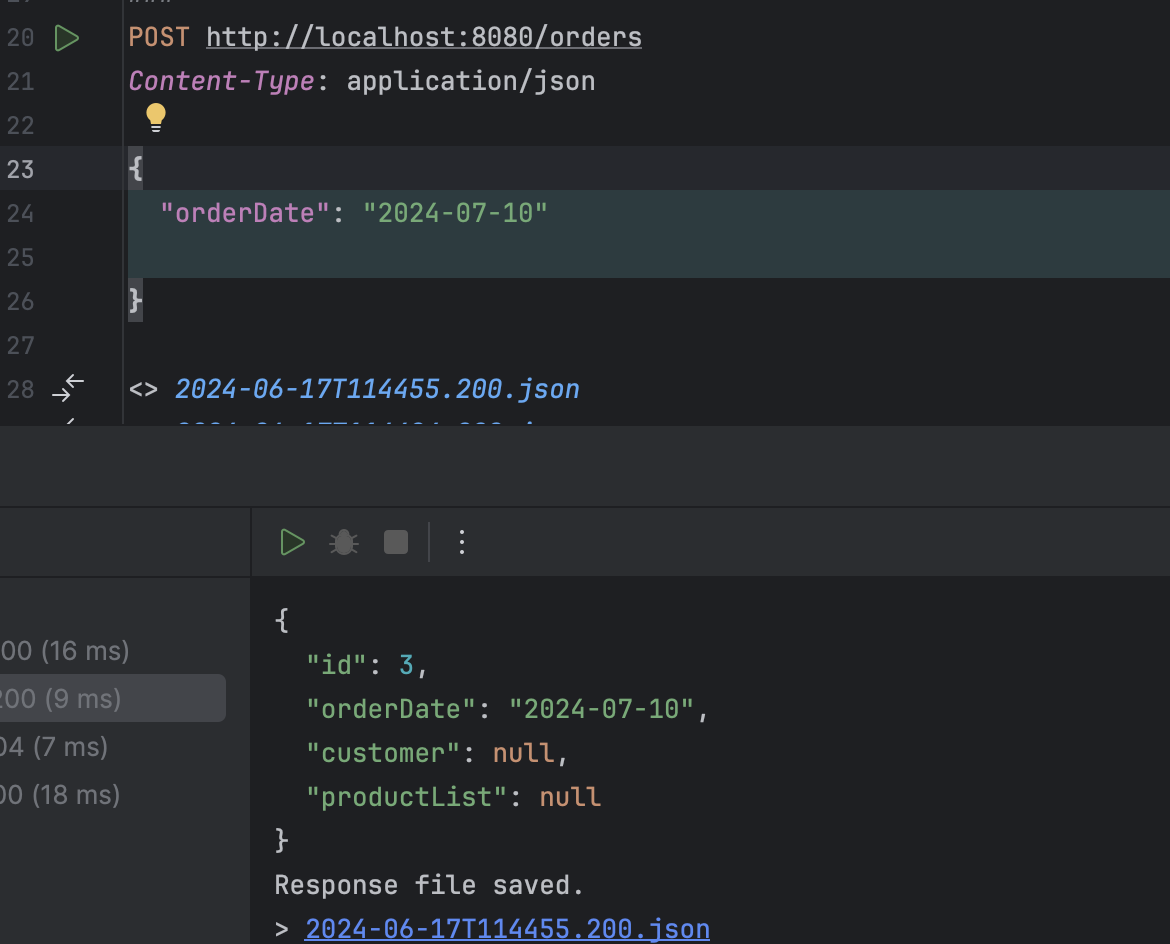 20 POST http://localhost:8080/orders
21 Content-Type: application/json
22
23 {
24 "orderDate": "2024-07-10"
25
26 }
27
28 <> 2024-06-17T114455.200.json
{
"id": 3,
00 (16 ms)
"orderDate": "2024-07-10",
200 (9 ms)
"customer": null,
04 (7 ms)
"productList": null
00 (18 ms)
}
Response file saved.
> 2024-06-17T114455.200.json